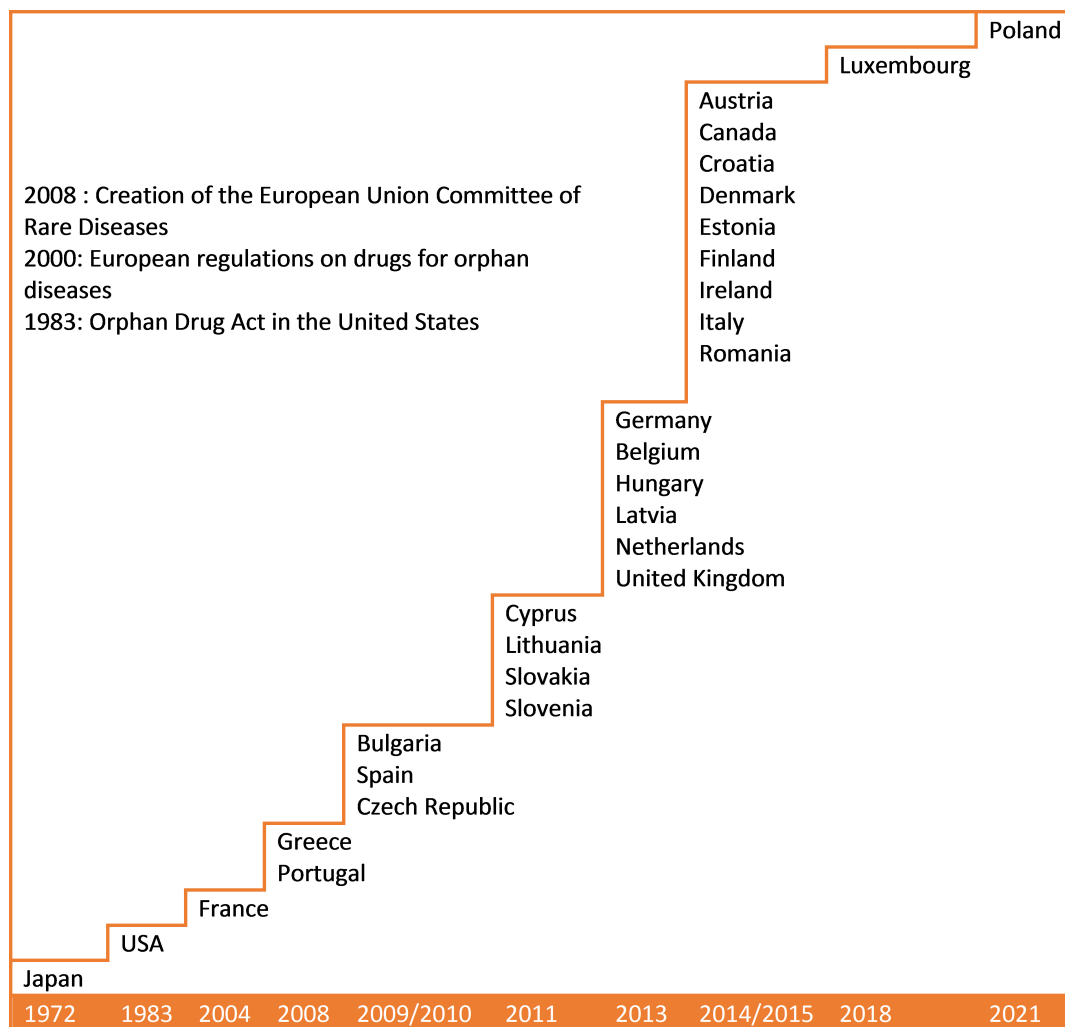 Poland
Luxembourg
Austria
Canada
Croatia
Denmark
Estonia
Finland
Ireland
Italy
Romania
2008 : Creation of the European Union Committee of
Rare Diseases
2000: European regulations on drugs for orphan
diseases
1983: Orphan Drug Act in the United States
Germany
Belgium
Hungary
Latvia
Netherlands
United Kingdom
Cyprus
Lithuania
Slovakia
Slovenia
Bulgaria
Spain
Czech Republic
Greece
Portugal
France
USA
Japan
1972 1983 2004 2008 2009/2010 2011 2013 2014/2015 2018 2021